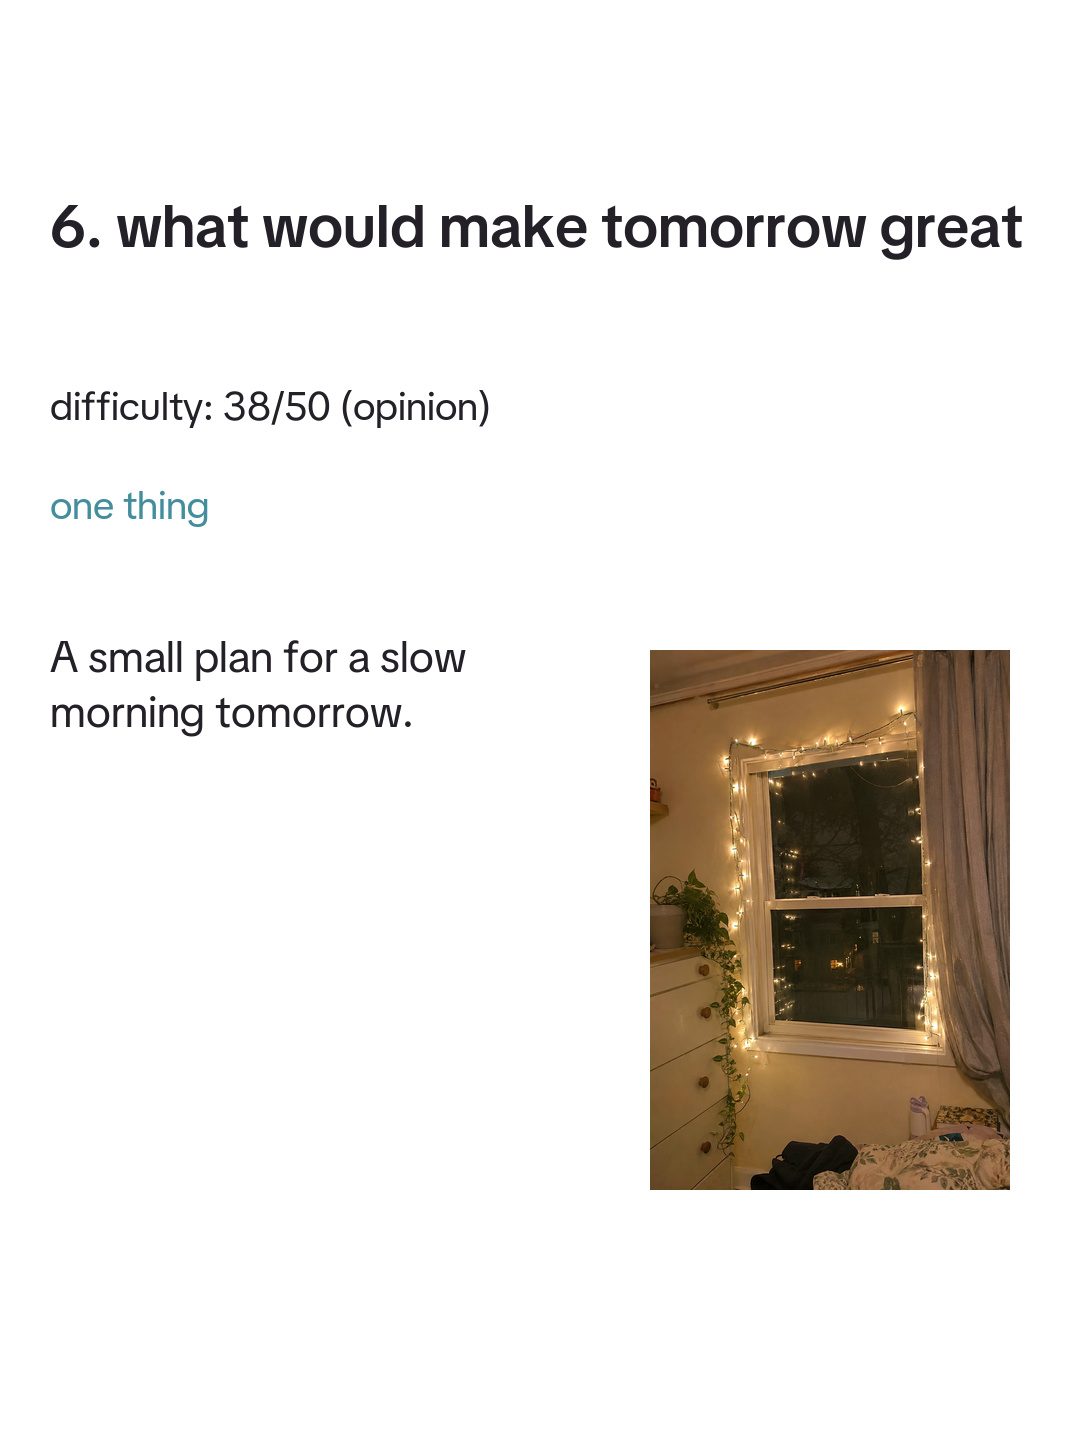 6. what would make tomorrow great
difficulty: 38/50 (opinion)
one thing
A small plan for a slow
morning tomorrow.